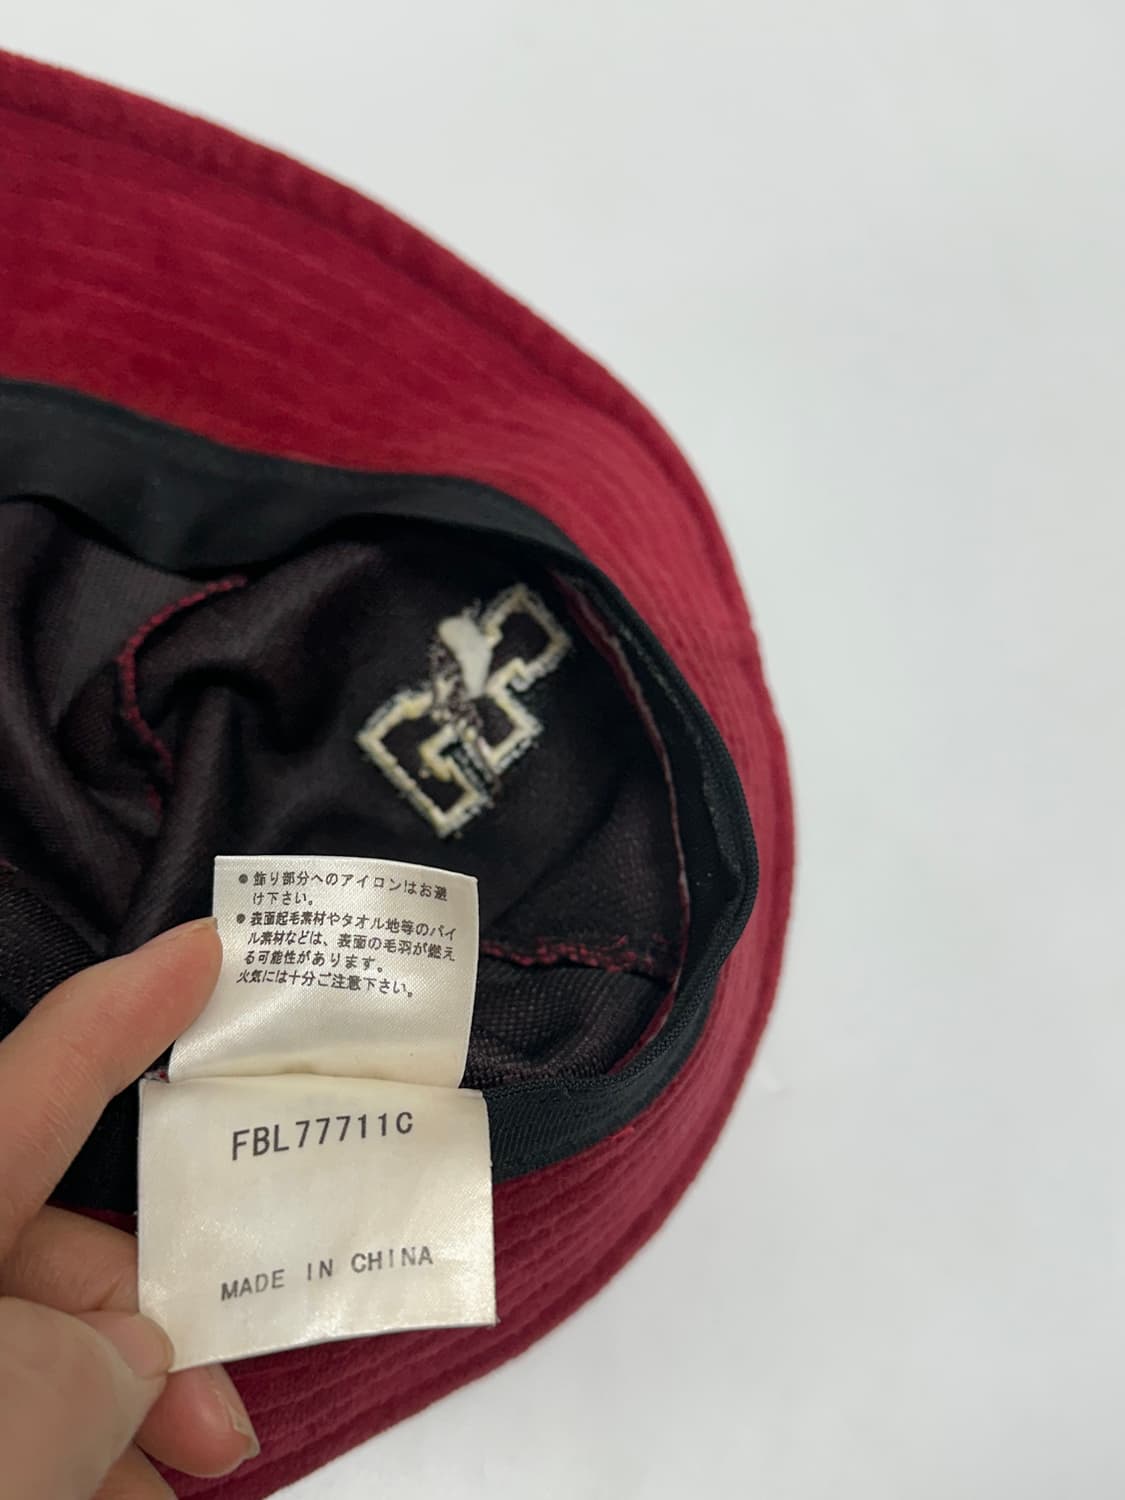 ●飾り部分へのアイロンはお避
け下さい。
●表面起毛素材やタオル地等のパイ
ル素材などは、表面の毛羽が燃え
る可能性があります。
火気には十分ご注意下さい。
FBL77711C
MADE IN CHINA